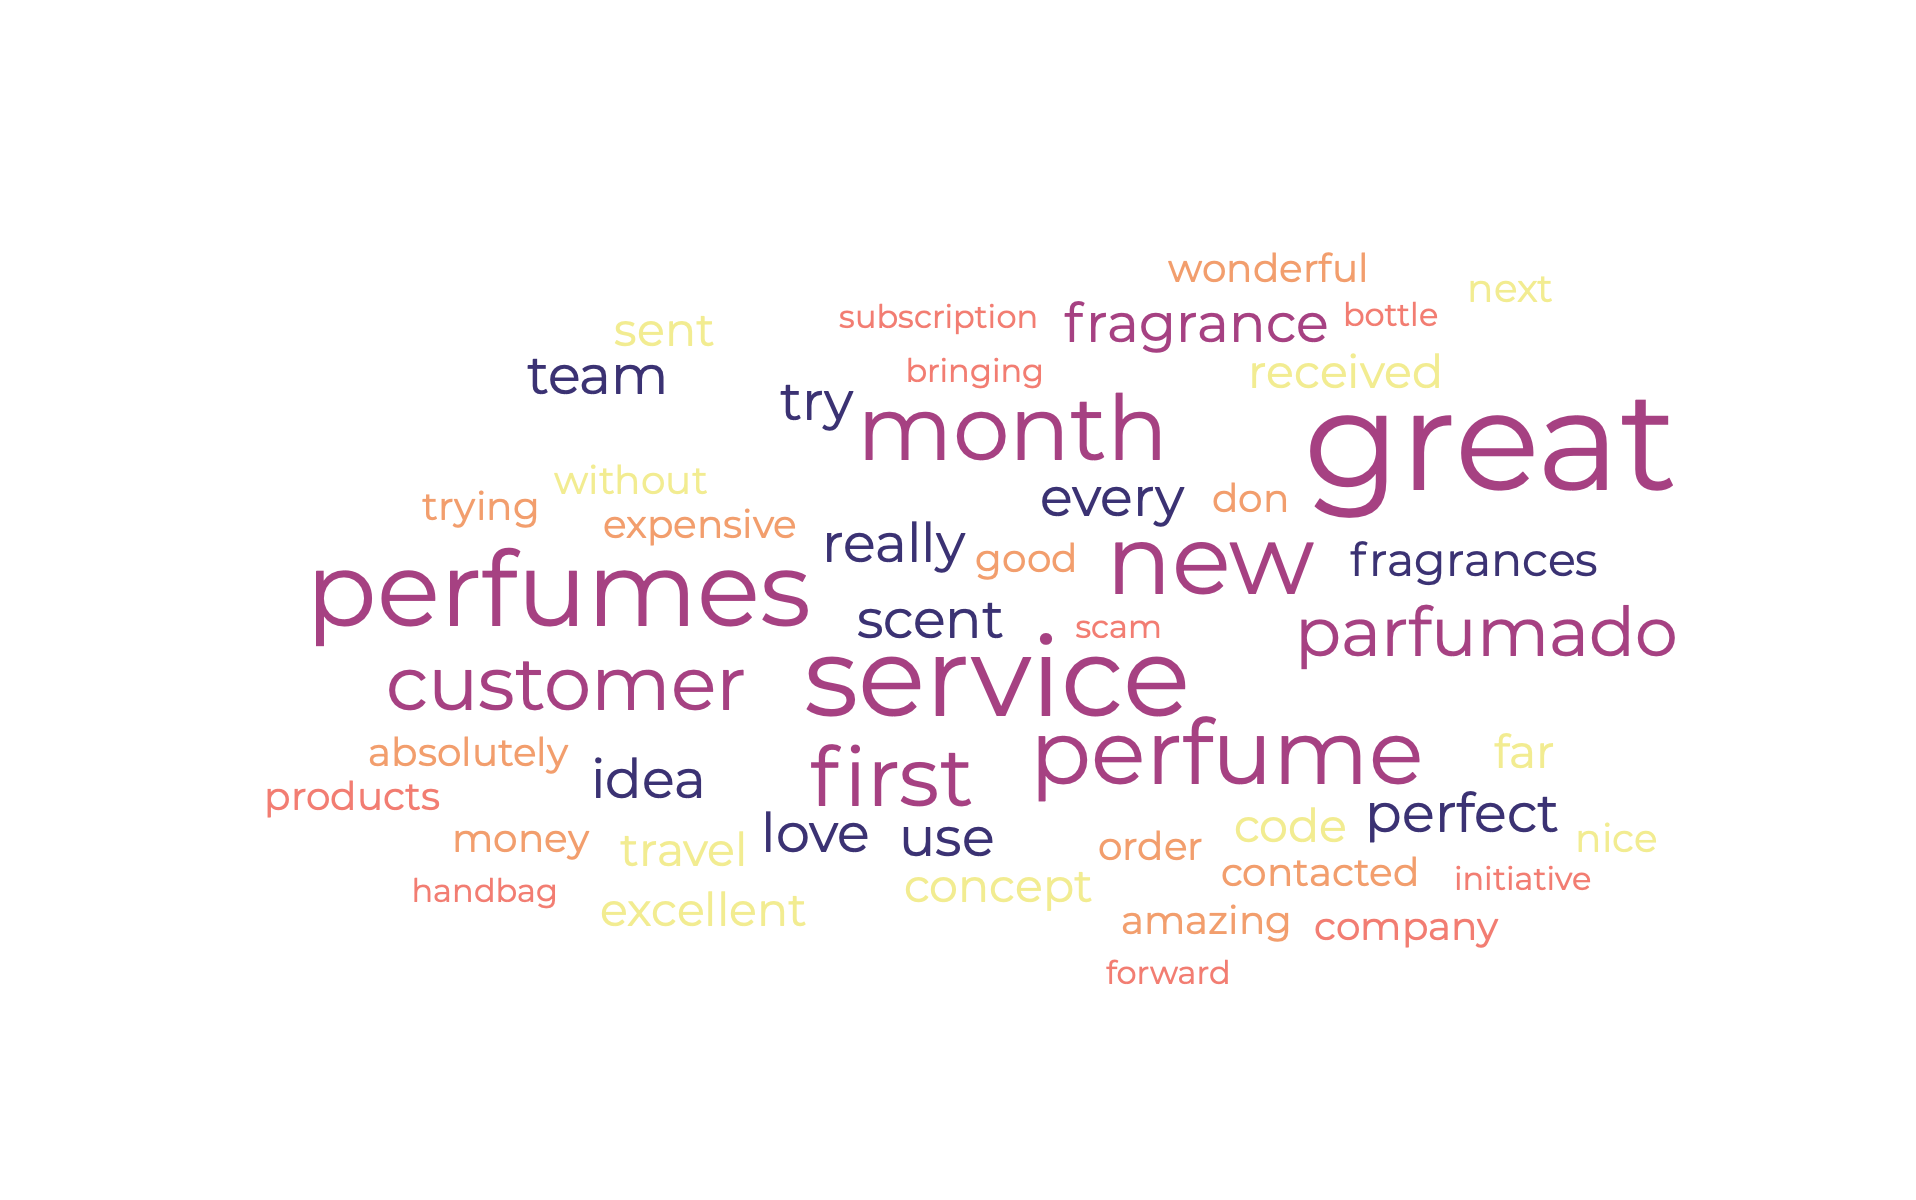 wonderful
next
subscription
fragrance
bottle
sent
team
bringing
received
try
month
great
without
trying
expensive
every
don
really
good
new
fragrances
perfumes
scent
scam
parfumado
customer
service
absolutely
idea
first
perfume
far
products
money
travel
love
use
order
code
perfect
nice
handbag
excellent
concept
contacted
initiative
amazing
company
forward